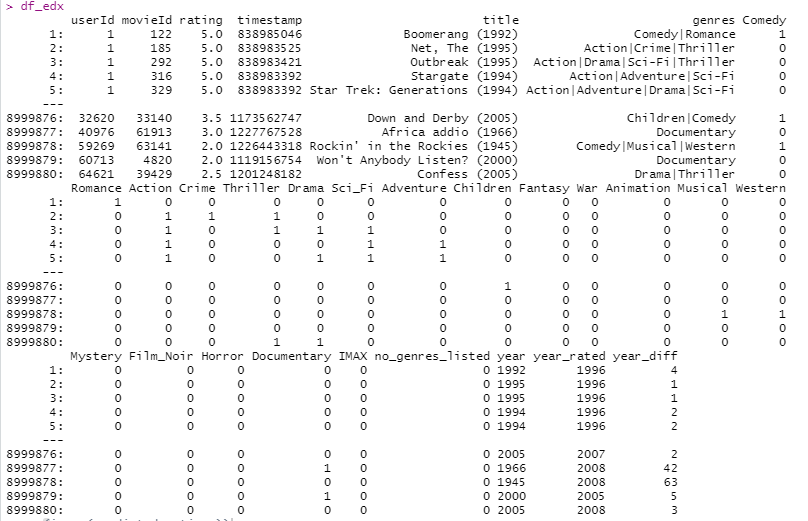 > df_edx
userId movieId rating timestamp title genres Comedy
1: 1 122 5.0 838985046 Boomerang (1992) Comedy|Romance 1
2: 1 185 5.0 838983525 Net, The (1995) Action|Crime|Thriller 0
3: 1 292 5.0 838983421 Outbreak (1995) Action|Drama|Sci-Fi|Thriller 0
4: 1 316 5.0 838983392 Stargate (1994) Action|Adventure|Sci-Fi 0
5: 1 329 5.0 838983392 Star Trek: Generations (1994) Action|Adventure|Drama|Sci-Fi 0
---
8999876: 32620 33140 3.5 1173562747 Down and Derby (2005) Children|Comedy 1
8999877: 40976 61913 3.0 1227767528 Africa addio (1966) Documentary 0
8999878: 59269 63141 2.0 1226443318 Rockin' in the Rockies (1945) Comedy|Musical|Western 1
8999879: 60713 4820 2.0 1119156754 Won't Anybody Listen? (2000) Documentary 0
8999880: 64621 39429 2.5 1201248182 Confess (2005) Drama|Thriller 0
Romance Action Crime Thriller Drama Sci_Fi Adventure Children Fantasy War Animation Musical Western
1: 1 0 0 0 0 0 0 0 0 0 0 0 0
2: 0 1 1 1 0 0 0 0 0 0 0 0 0
3: 0 1 0 1 1 1 0 0 0 0 0 0 0
4: 0 1 0 0 0 1 1 0 0 0 0 0 0
5: 0 1 0 0 1 1 1 0 0 0 0 0 0
---
8999876: 0 0 0 0 0 0 0 1 0 0 0 0 0
8999877: 0 0 0 0 0 0 0 0 0 0 0 0 0
8999878: 0 0 0 0 0 0 0 0 0 0 0 1 1
8999879: 0 0 0 0 0 0 0 0 0 0 0 0 0
8999880: 0 0 0 1 1 0 0 0 0 0 0 0 0
Mystery Film_Noir Horror Documentary IMAX no_genres_listed year year_rated year_diff
1: 0 0 0 0 0 0 1992 1996 4
2: 0 0 0 0 0 0 1995 1996 1
3: 0 0 0 0 0 0 1995 1996 1
4: 0 0 0 0 0 0 1994 1996 2
5: 0 0 0 0 0 0 1994 1996 2
---
8999876: 0 0 0 0 0 0 2005 2007 2
8999877: 0 0 0 1 0 0 1966 2008 42
8999878: 0 0 0 0 0 0 1945 2008 63
8999879: 0 0 0 1 0 0 2000 2005 5
8999880: 0 0 0 0 0 0 2005 2008 3